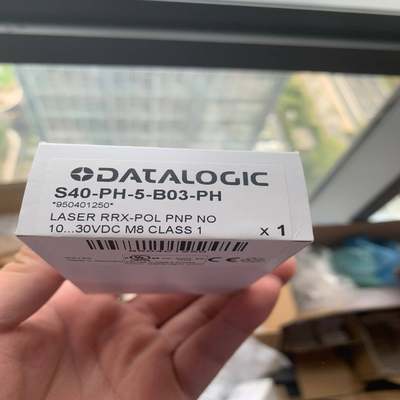 DATALOGIC
S40-PH-5-B03-PH
*950401250*
LASER RRX-POL PNP NO
10...30VDC M8 CLASS 1
x 1